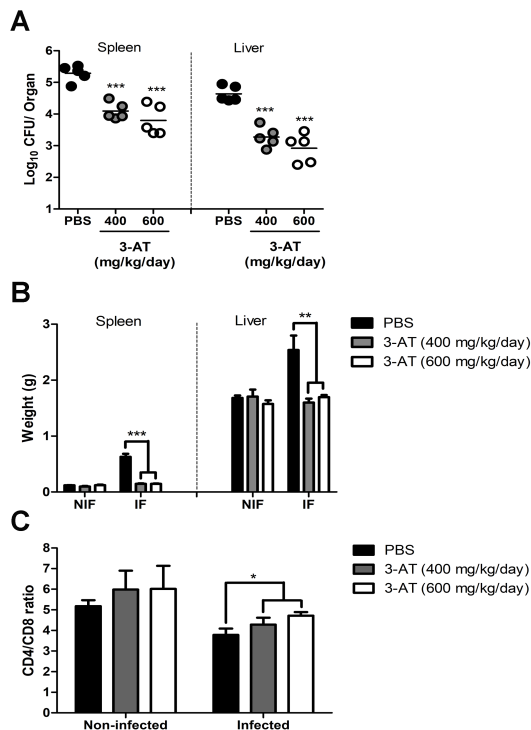 A
Spleen
Liver
Log10 CFU/ Organ
6
5
4
3
2
1
***
***
***
***
PBS
400
600
PBS
400
600
3-AT
(mg/kg/day)
3-AT
(mg/kg/day)
B
Spleen
Liver
Weight (g)
3
2
1
0
***
**
NIF
IF
NIF
IF
PBS
3-AT (400 mg/kg/day)
3-AT (600 mg/kg/day)
C
CD4/CD8 ratio
8
7
6
5
4
3
2
1
0
*
Non-infected
Infected
PBS
3-AT (400 mg/kg/day)
3-AT (600 mg/kg/day)